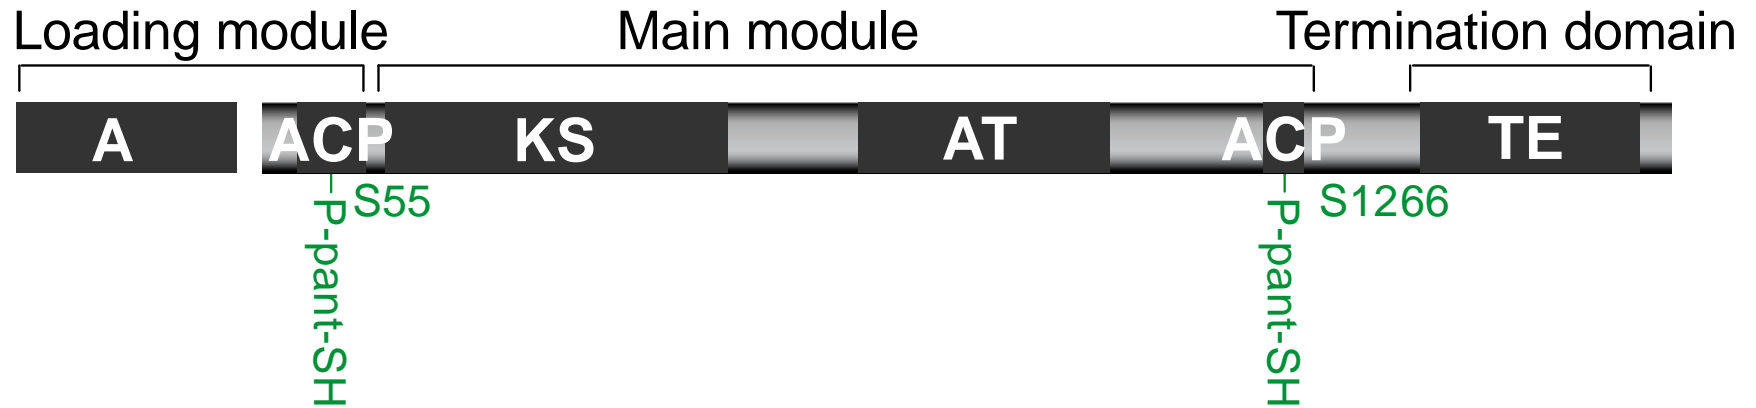 Loading module Main module Termination domain
A ACP KS AT ACP TE
S55 S1266
P-pant-SH P-pant-SH